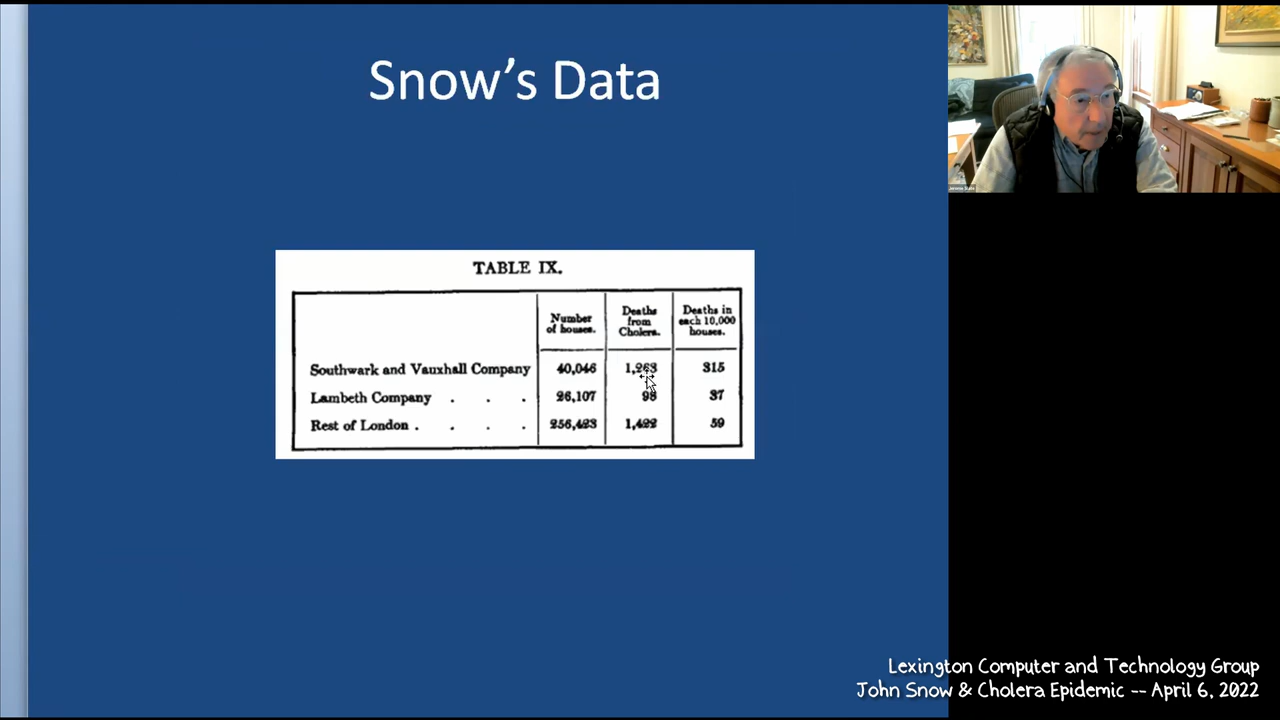 Snow's Data
TABLE IX.
Number of houses. Deaths from Cholera. Deaths in each 10,000 houses.
Southwark and Vauxhall Company 40,046 1,263 315
Lambeth Company . . . 26,107 98 37
Rest of London . . . . 256,423 1,422 59
Lexington Computer and Technology Group
John Snow & Cholera Epidemic -- April 6, 2022